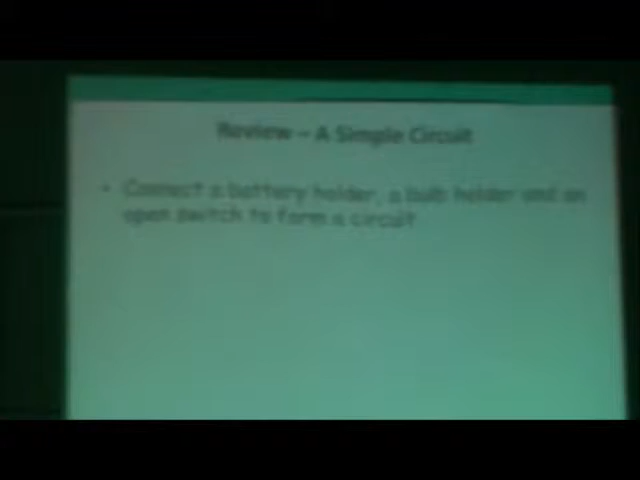 Review – A Simple Circuit
• Connect a battery holder, a bulb holder and an
open switch to form a circuit